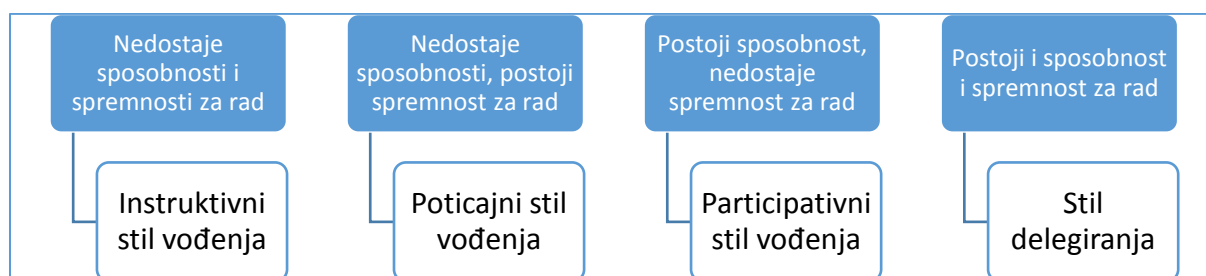 Nedostaje
sposobnosti i
spremnosti za rad
Instruktivni
stil vođenja
Nedostaje
sposobnosti, postoji
spremnost za rad
Poticajni stil
vođenja
Postoji sposobnost,
nedostaje
spremnost za rad
Participativni
stil vođenja
Postoji i sposobnost
i spremnost za rad
Stil
delegiranja